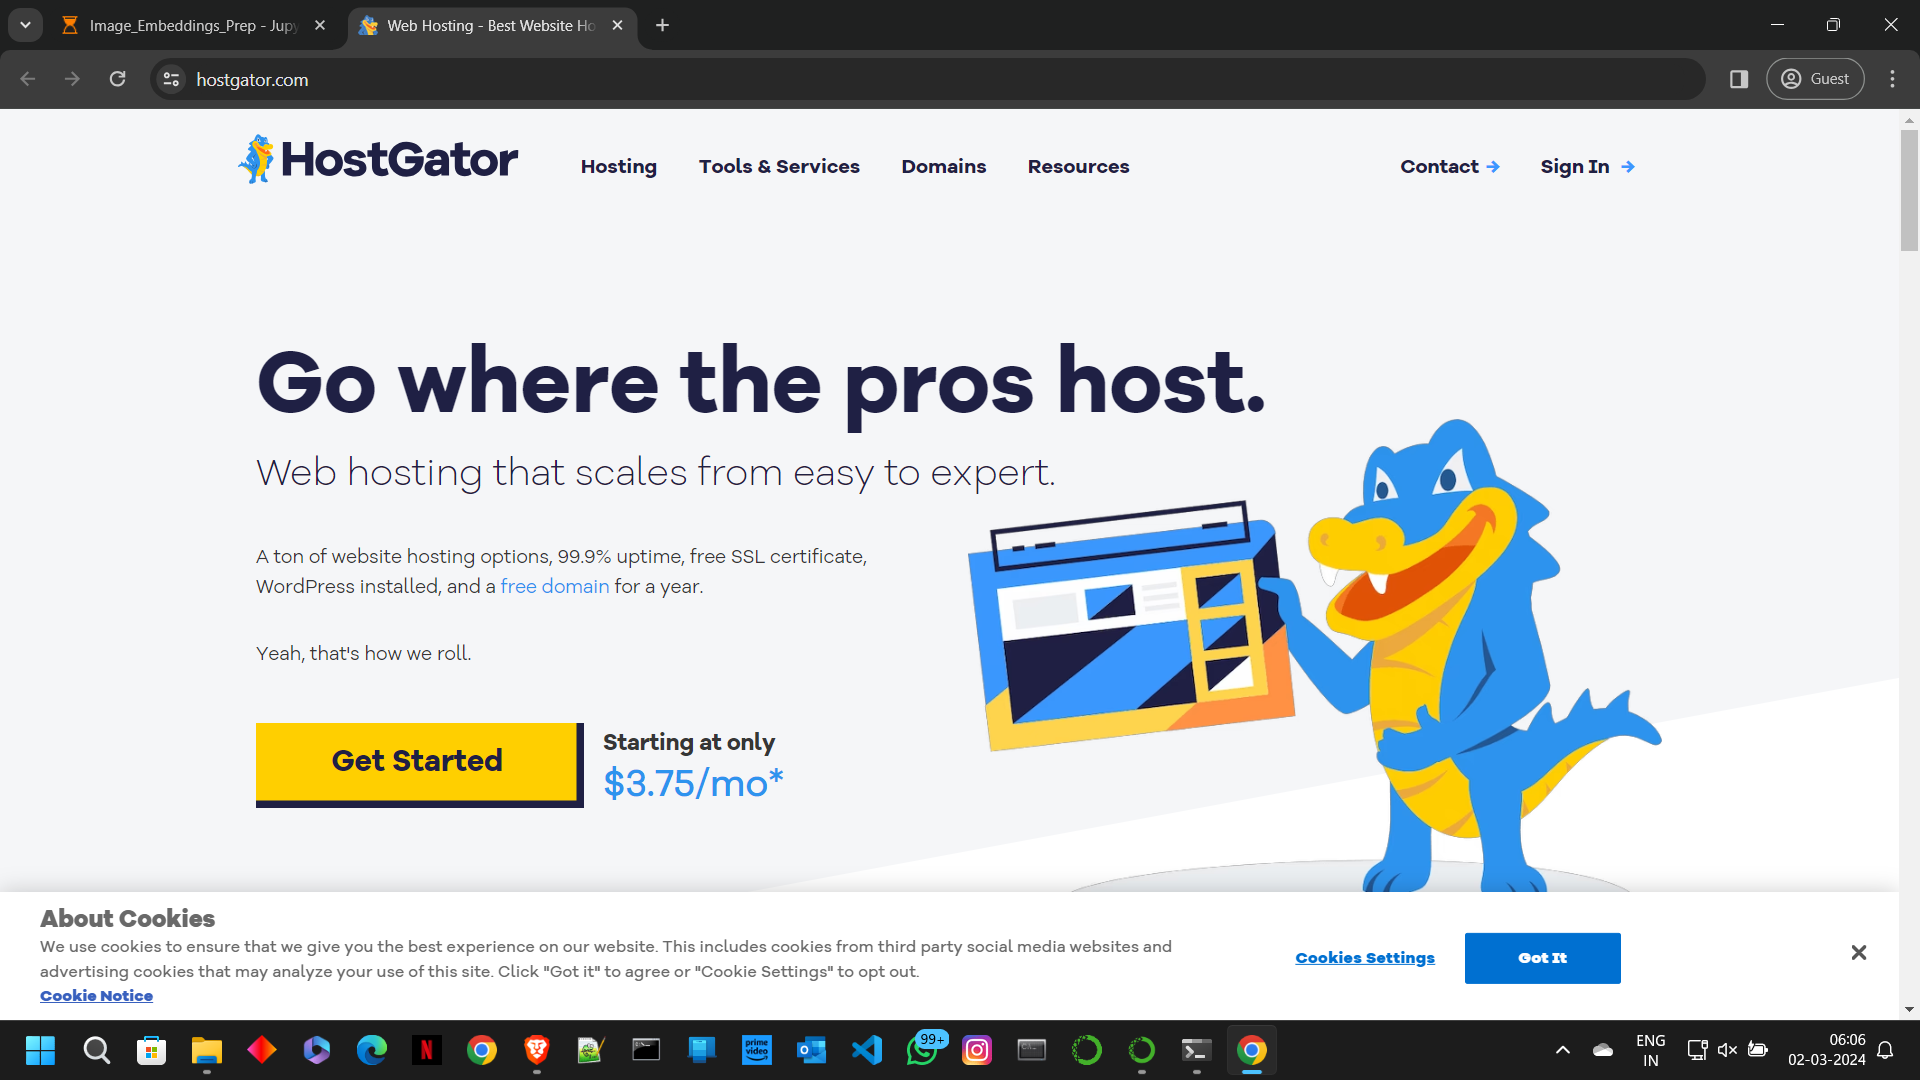 Image_Embeddings_Prep - Jupy
Web Hosting - Best Website Ho
hostgator.com
Guest
HostGator
Hosting
Tools & Services
Domains
Resources
Contact
Sign In
Go where the pros host.
Web hosting that scales from easy to expert.
A ton of website hosting options, 99.9% uptime, free SSL certificate,
WordPress installed, and a free domain for a year.
Yeah, that's how we roll.
Get Started
Starting at only
$3.75/mo*
About Cookies
We use cookies to ensure that we give you the best experience on our website. This includes cookies from third party social media websites and
advertising cookies that may analyze your use of this site. Click "Got it" to agree or "Cookie Settings" to opt out.
Cookie Notice
Cookies Settings
Got It
N
prime
video
99+
ENG
IN
06:06
02-03-2024